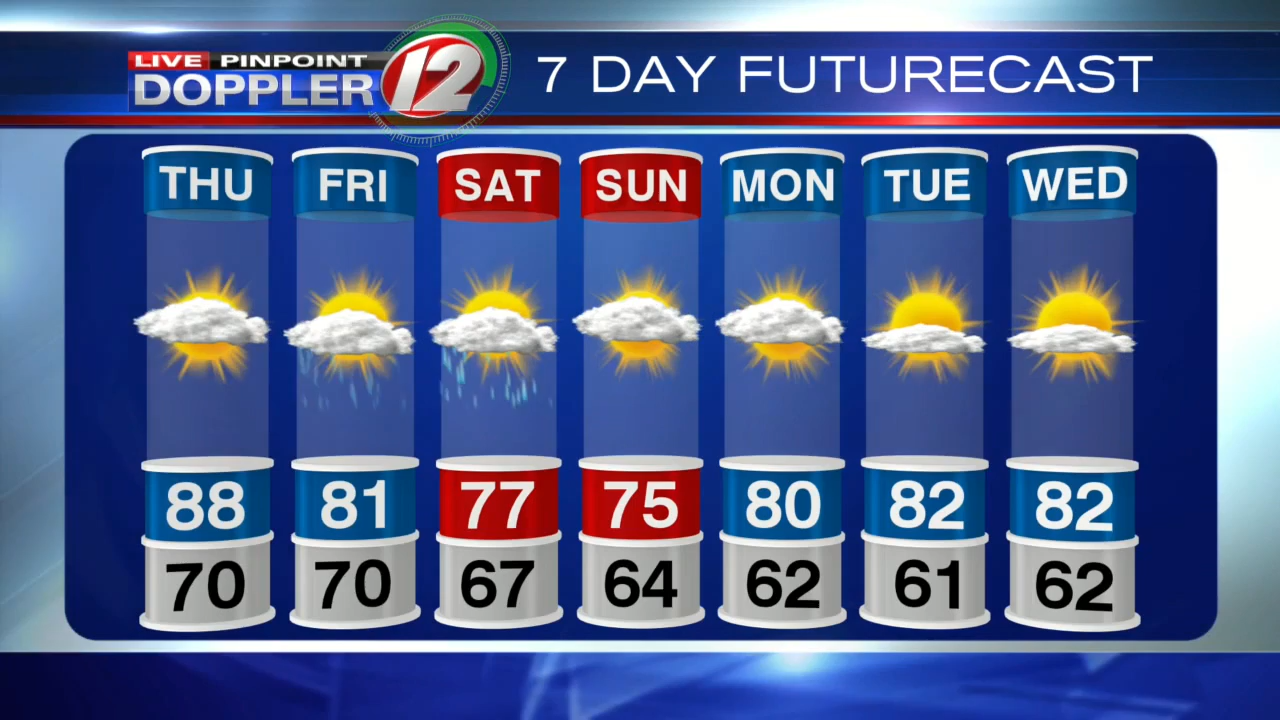 LIVE PINPOINT
DOPPLER 12
7 DAY FUTURECAST
THU FRI SAT SUN MON TUE WED
88 81 77 75 80 82 82
70 70 67 64 62 61 62